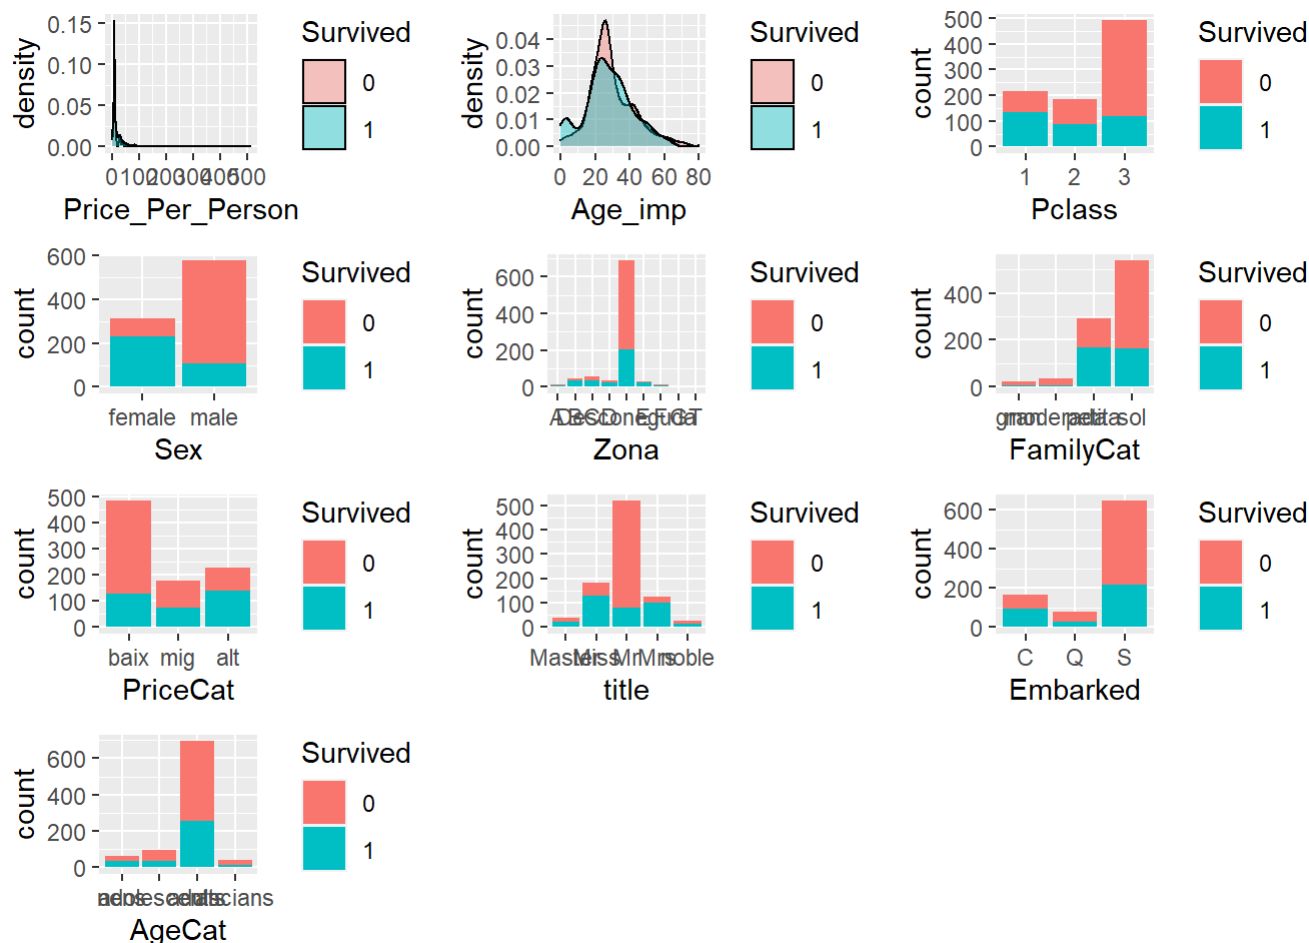 density
0.15
0.10
0.05
0.00
Price_Per_Person
Survived
0
1
density
0.04
0.03
0.02
0.01
0.00
0 20 40 60 80
Age_imp
Survived
0
1
count
500
400
300
200
100
0
1 2 3
Pclass
Survived
0
1
count
600
400
200
0
female male
Sex
Survived
0
1
count
600
400
200
0
Zona
Survived
0
1
count
400
200
0
sol
FamilyCat
Survived
0
1
count
500
400
300
200
100
0
baix mig alt
PriceCat
Survived
0
1
count
500
400
300
200
100
0
Master Miss Mr Mrs noble
title
Survived
0
1
count
600
400
200
0
C Q S
Embarked
Survived
0
1
count
600
400
200
0
AgeCat
Survived
0
1